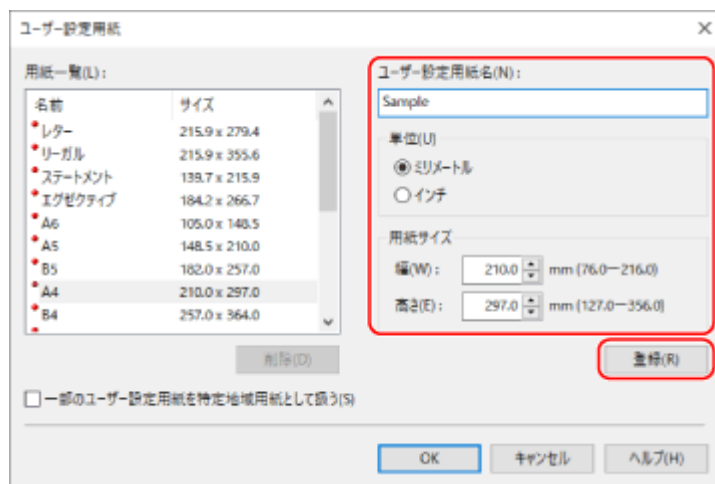 ユーザー設定用紙
用紙一覧(L):
名前 サイズ
レター 215.9 x 279.4
リーガル 215.9 x 355.6
ステートメント 139.7 x 215.9
エグゼクティブ 184.2 x 266.7
A6 105.0 x 148.5
A5 148.5 x 210.0
B5 182.0 x 257.0
A4 210.0 x 297.0
B4 257.0 x 364.0
削除(D)
ユーザー設定用紙名(N):
Sample
単位(U)
ミリメートル
インチ
用紙サイズ
幅(W): 210.0 mm (76.0—216.0)
高さ(E): 297.0 mm (127.0—356.0)
登録(R)
一部のユーザー設定用紙を特定地域用紙として扱う(S)
OK キャンセル ヘルプ(H)